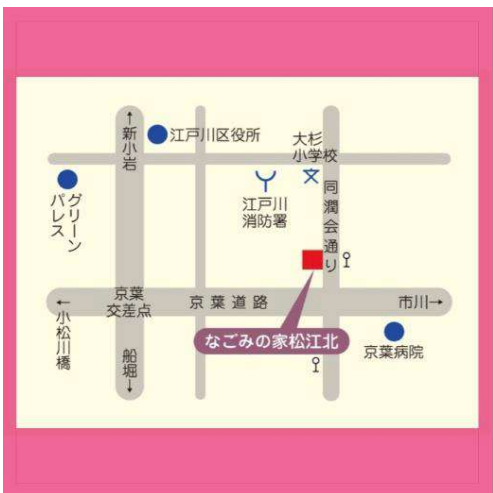 ↑
新小岩
江戸川区役所
大杉
小学校
グリーン
パレス
江戸川
消防署
同潤会通り
京葉
交差点
京葉道路
市川→
←
小松川橋
なごみの家松江北
京葉病院
船堀
↓